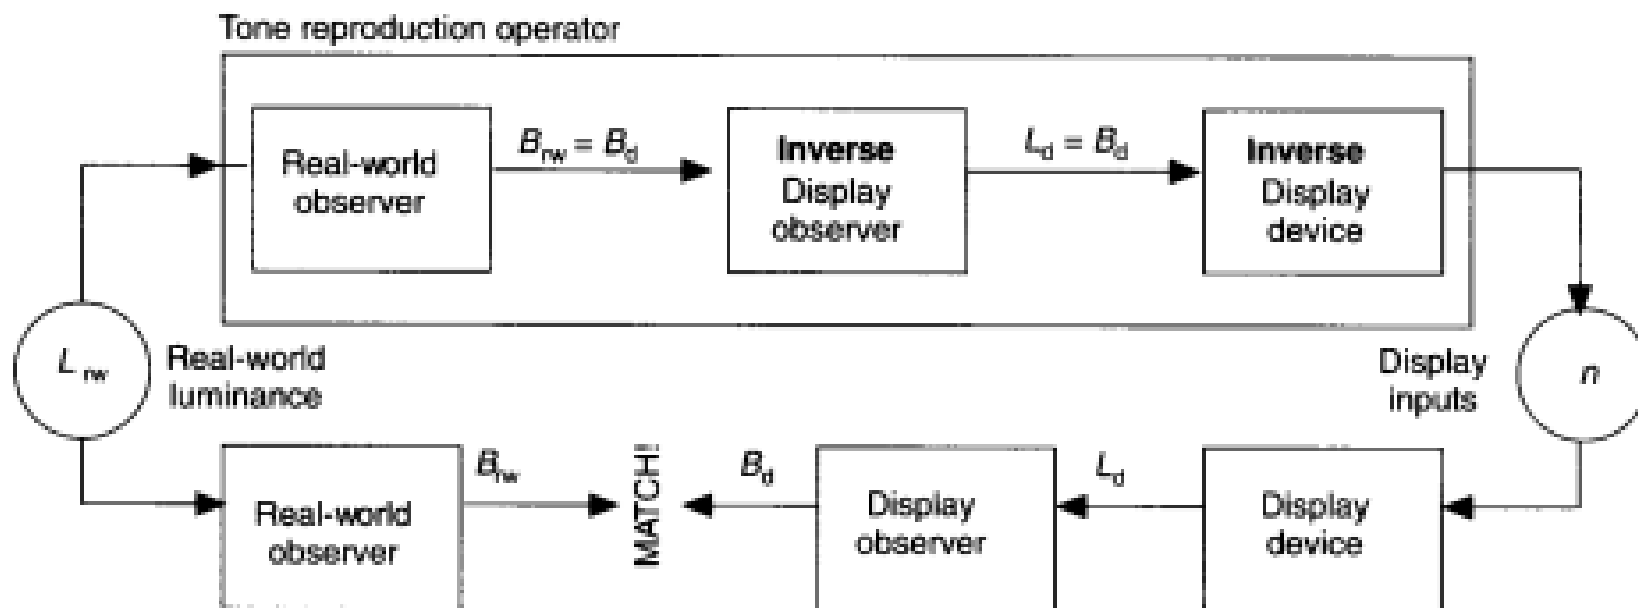 Tone reproduction operator
Real-world
observer
B_rw = B_d
Inverse
Display
observer
L_d = B_d
Inverse
Display
device
L_rw
Real-world
luminance
Display
inputs
n
Real-world
observer
B_rw
MATCH!
B_d
Display
observer
L_d
Display
device